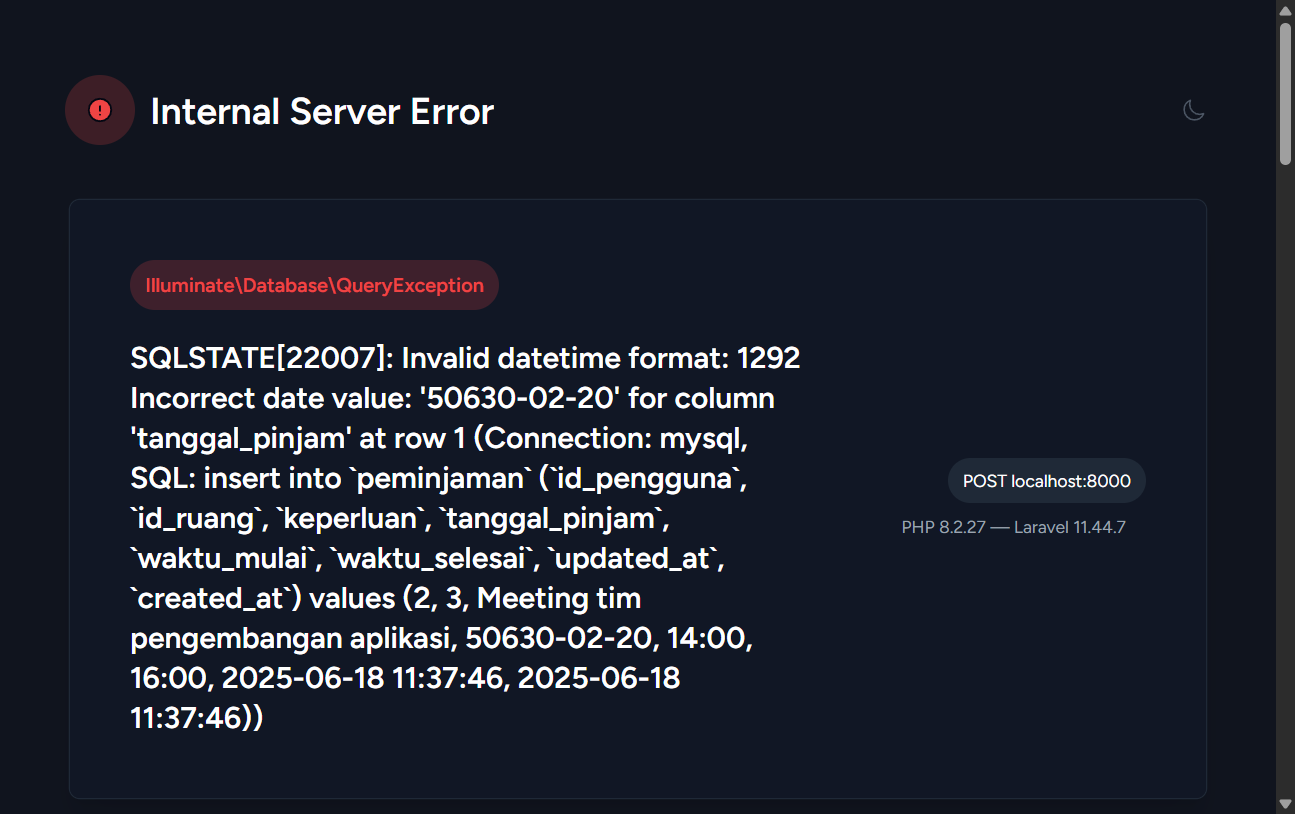 Internal Server Error
Illuminate\Database\QueryException
SQLSTATE[22007]: Invalid datetime format: 1292
Incorrect date value: '50630-02-20' for column
'tanggal_pinjam' at row 1 (Connection: mysql,
SQL: insert into `peminjaman` (`id_pengguna`,
`id_ruang`, `keperluan`, `tanggal_pinjam`,
`waktu_mulai`, `waktu_selesai`, `updated_at`,
`created_at`) values (2, 3, Meeting tim
pengembangan aplikasi, 50630-02-20, 14:00,
16:00, 2025-06-18 11:37:46, 2025-06-18
11:37:46))
POST localhost:8000
PHP 8.2.27 — Laravel 11.44.7